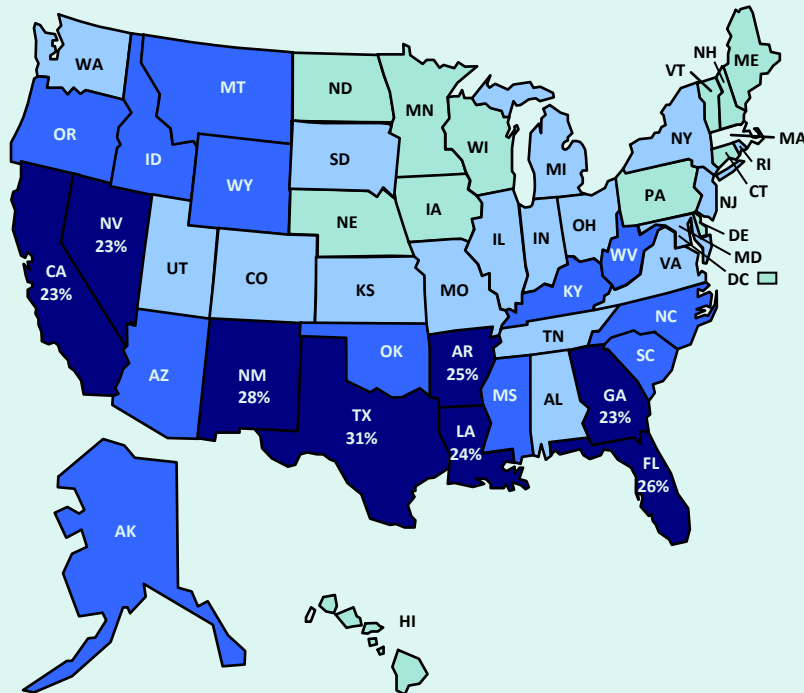 WA
MT
ND
MN
VT
NH
ME
OR
ID
WY
SD
WI
MI
NY
MA
RI
CT
NJ
PA
NE
IA
NV
23%
CA
23%
UT
CO
KS
MO
IL
IN
OH
WV
VA
DE
MD
DC
KY
NC
TN
SC
AZ
NM
28%
OK
AR
25%
TX
31%
LA
24%
MS
AL
GA
23%
FL
26%
AK
HI